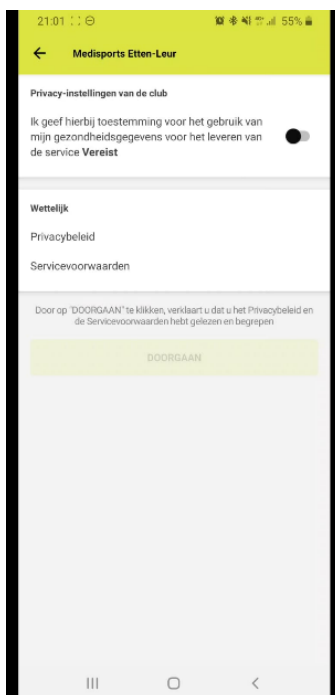 21:01 55%
Medisports Etten-Leur
Privacy-instellingen van de club
Ik geef hierbij toestemming voor het gebruik van
mijn gezondheidsgegevens voor het leveren van
de service Vereist
Wettelijk
Privacybeleid
Servicevoorwaarden
Door op "DOORGAAN" te klikken, verklaart u dat u het Privacybeleid en
de Servicevoorwaarden hebt gelezen en begrepen
DOORGAAN